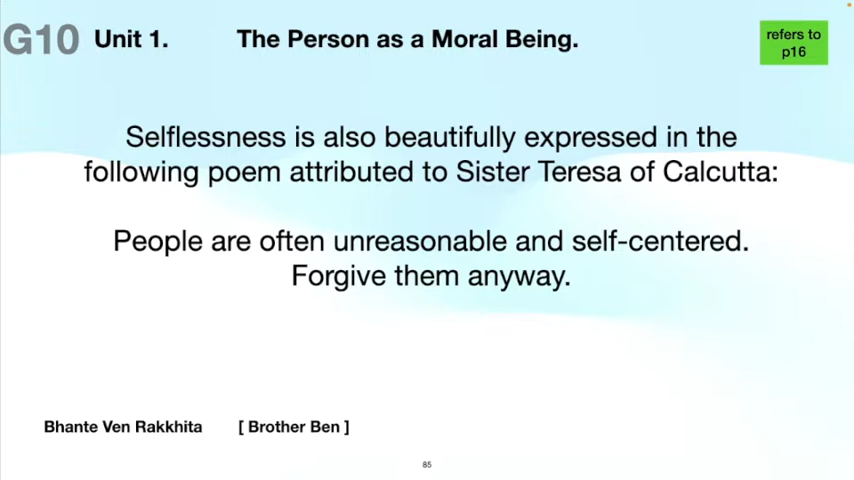 G10 Unit 1. The Person as a Moral Being.
refers to
p16
Selflessness is also beautifully expressed in the
following poem attributed to Sister Teresa of Calcutta:
People are often unreasonable and self-centered.
Forgive them anyway.
Bhante Ven Rakkhita [ Brother Ben ]
85